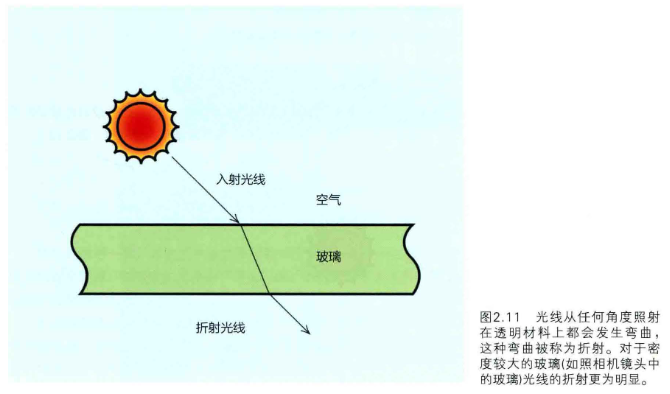 入射光线
空气
玻璃
折射光线
图2.11 光线从任何角度照射
在透明材料上都会发生弯曲，
这种弯曲被称为折射。对于密
度较大的玻璃(如照相机镜头中
的玻璃)光线的折射更为明显。